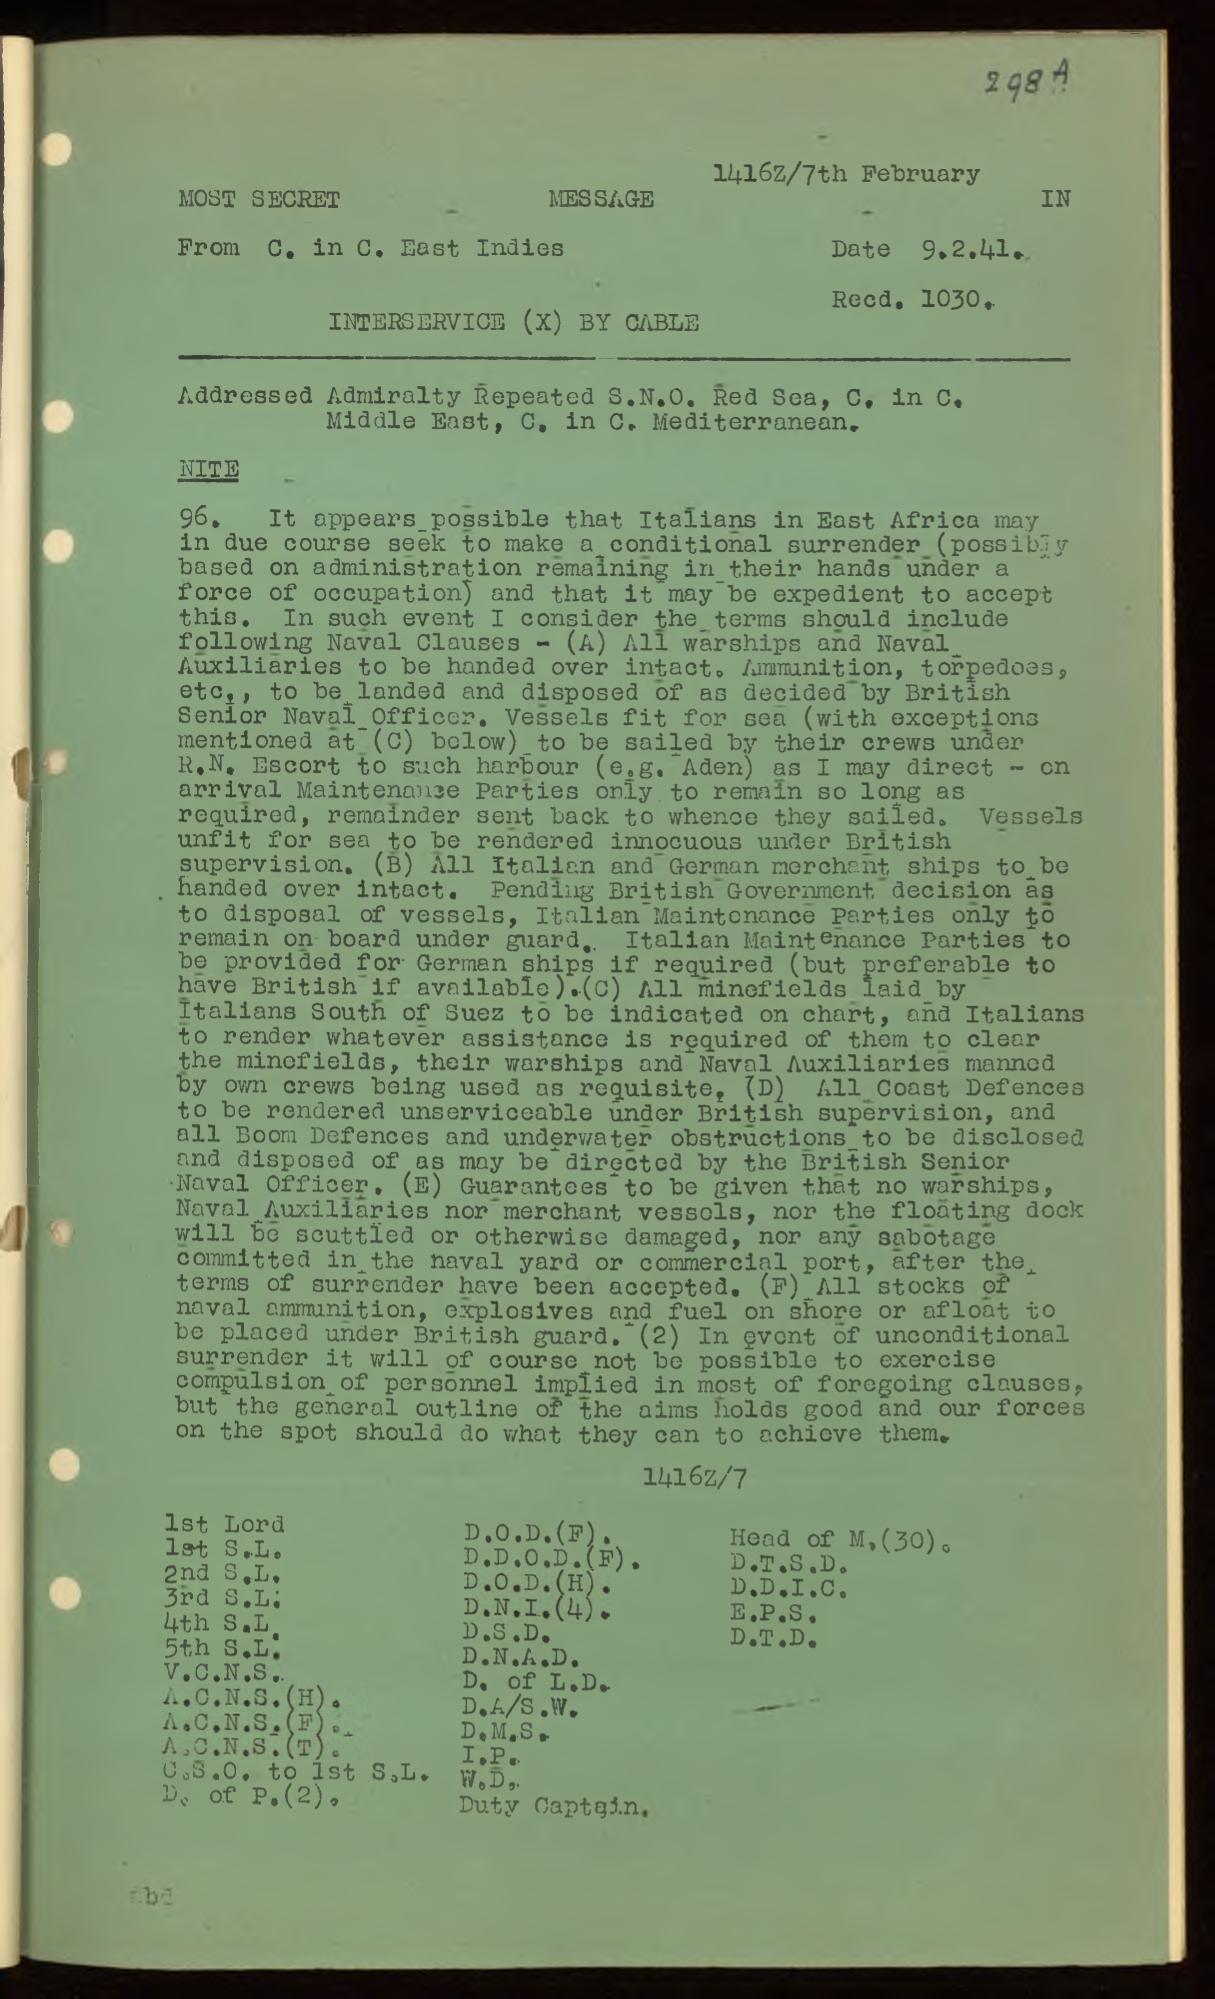 298A
1416Z/7th February
MOST SECRET MESSAGE IN
From C. in C. East Indies Date 9.2.41.
Recd. 1030.
INTERSERVICE (X) BY CABLE
Addressed Admiralty Repeated S.N.O. Red Sea, C. in C.
Middle East, C. in C. Mediterranean.
NITE
96. It appears possible that Italians in East Africa may
in due course seek to make a conditional surrender (possibly
based on administration remaining in their hands under a
force of occupation) and that it may be expedient to accept
this. In such event I consider the terms should include
following Naval Clauses - (A) All warships and Naval
Auxiliaries to be handed over intact. Ammunition, torpedoes,
etc., to be landed and disposed of as decided by British
Senior Naval Officer. Vessels fit for sea (with exceptions
mentioned at (C) below) to be sailed by their crews under
R.N. Escort to such harbour (e.g. Aden) as I may direct - on
arrival Maintenance Parties only to remain so long as
required, remainder sent back to whence they sailed. Vessels
unfit for sea to be rendered innocuous under British
supervision. (B) All Italian and German merchant ships to be
handed over intact. Pending British Government decision as
to disposal of vessels, Italian Maintenance Parties only to
remain on board under guard. Italian Maintenance Parties to
be provided for German ships if required (but preferable to
have British if available).(C) All minefields laid by
Italians South of Suez to be indicated on chart, and Italians
to render whatever assistance is required of them to clear
the minefields, their warships and Naval Auxiliaries manned
by own crews being used as requisite. (D) All Coast Defences
to be rendered unserviceable under British supervision, and
all Boom Defences and underwater obstructions to be disclosed
and disposed of as may be directed by the British Senior
Naval Officer. (E) Guarantees to be given that no warships,
Naval Auxiliaries nor merchant vessels, nor the floating dock
will be scuttled or otherwise damaged, nor any sabotage
committed in the naval yard or commercial port, after the
terms of surrender have been accepted. (F) All stocks of
naval ammunition, explosives and fuel on shore or afloat to
be placed under British guard. (2) In event of unconditional
surrender it will of course not be possible to exercise
compulsion of personnel implied in most of foregoing clauses,
but the general outline of the aims holds good and our forces
on the spot should do what they can to achieve them.
1416Z/7
1st Lord
1st S.L.
2nd S.L.
3rd S.L.
4th S.L.
5th S.L.
V.C.N.S.
A.C.N.S.(H).
A.C.N.S.(F).
A.C.N.S.(T).
C.S.O. to 1st S.L.
D. of P.(2).
D.O.D.(F).
D.D.O.D.(F).
D.O.D.(H).
D.N.I.(4).
D.S.D.
D.N.A.D.
D. of L.D.
D.A/S.W.
D.M.S.
I.P.
W.D.
Duty Captain.
Head of M.(30).
D.T.S.D.
D.D.I.C.
E.P.S.
D.T.D.